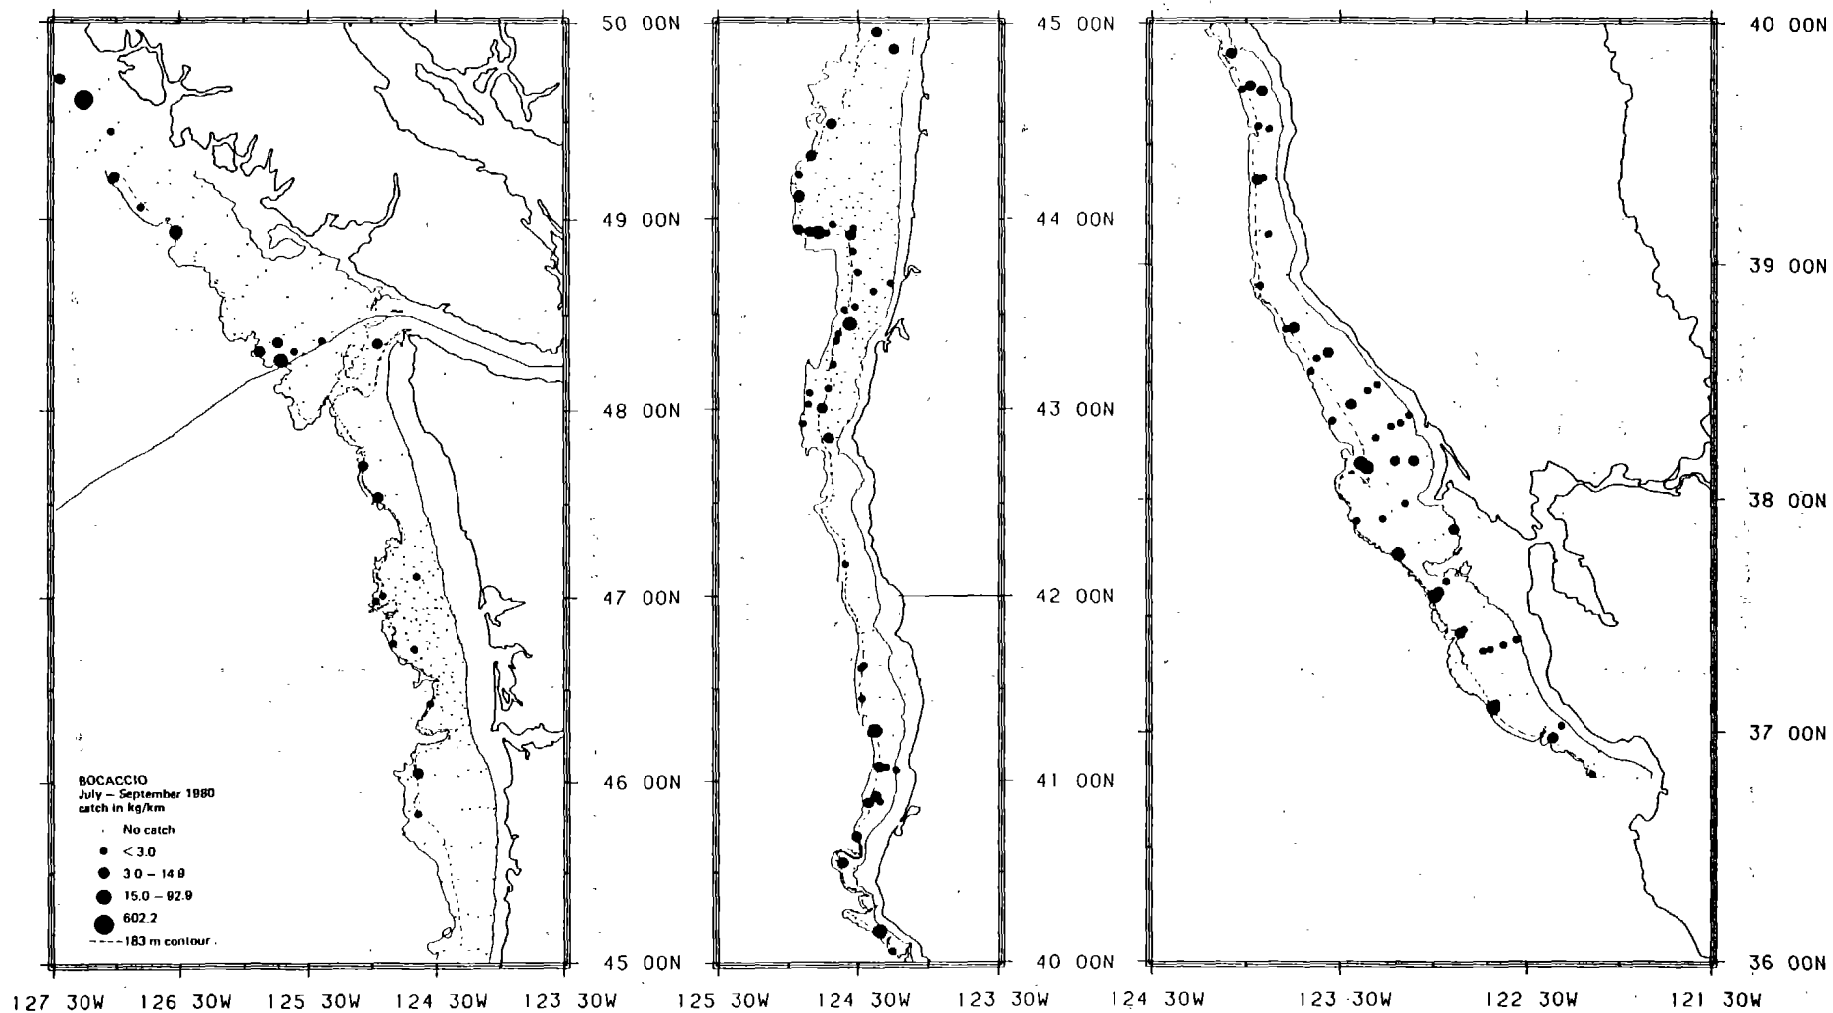 50 00N
49 00N
48 00N
47 00N
46 00N
45 00N
BOCACCIO
July – September 1980
catch in kg/km
No catch
< 3.0
3.0 – 14.9
15.0 – 92.9
602.2
183 m contour
127 30W 126 30W 125 30W 124 30W 123 30W
45 00N
44 00N
43 00N
42 00N
41 00N
40 00N
125 30W 124 30W 123 30W
40 00N
39 00N
38 00N
37 00N
36 00N
124 30W 123 30W 122 30W 121 30W